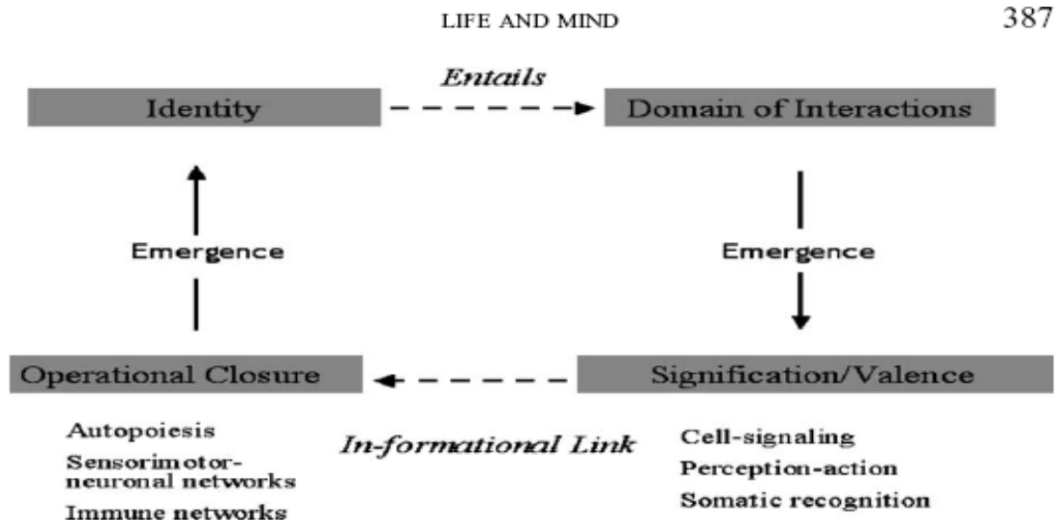 LIFE AND MIND 387
Entails
Identity Domain of Interactions
Emergence Emergence
Operational Closure Signification/Valence
In-formational Link
Autopoiesis
Sensorimotor-
neuronal networks
Immune networks
Cell-signaling
Perception-action
Somatic recognition